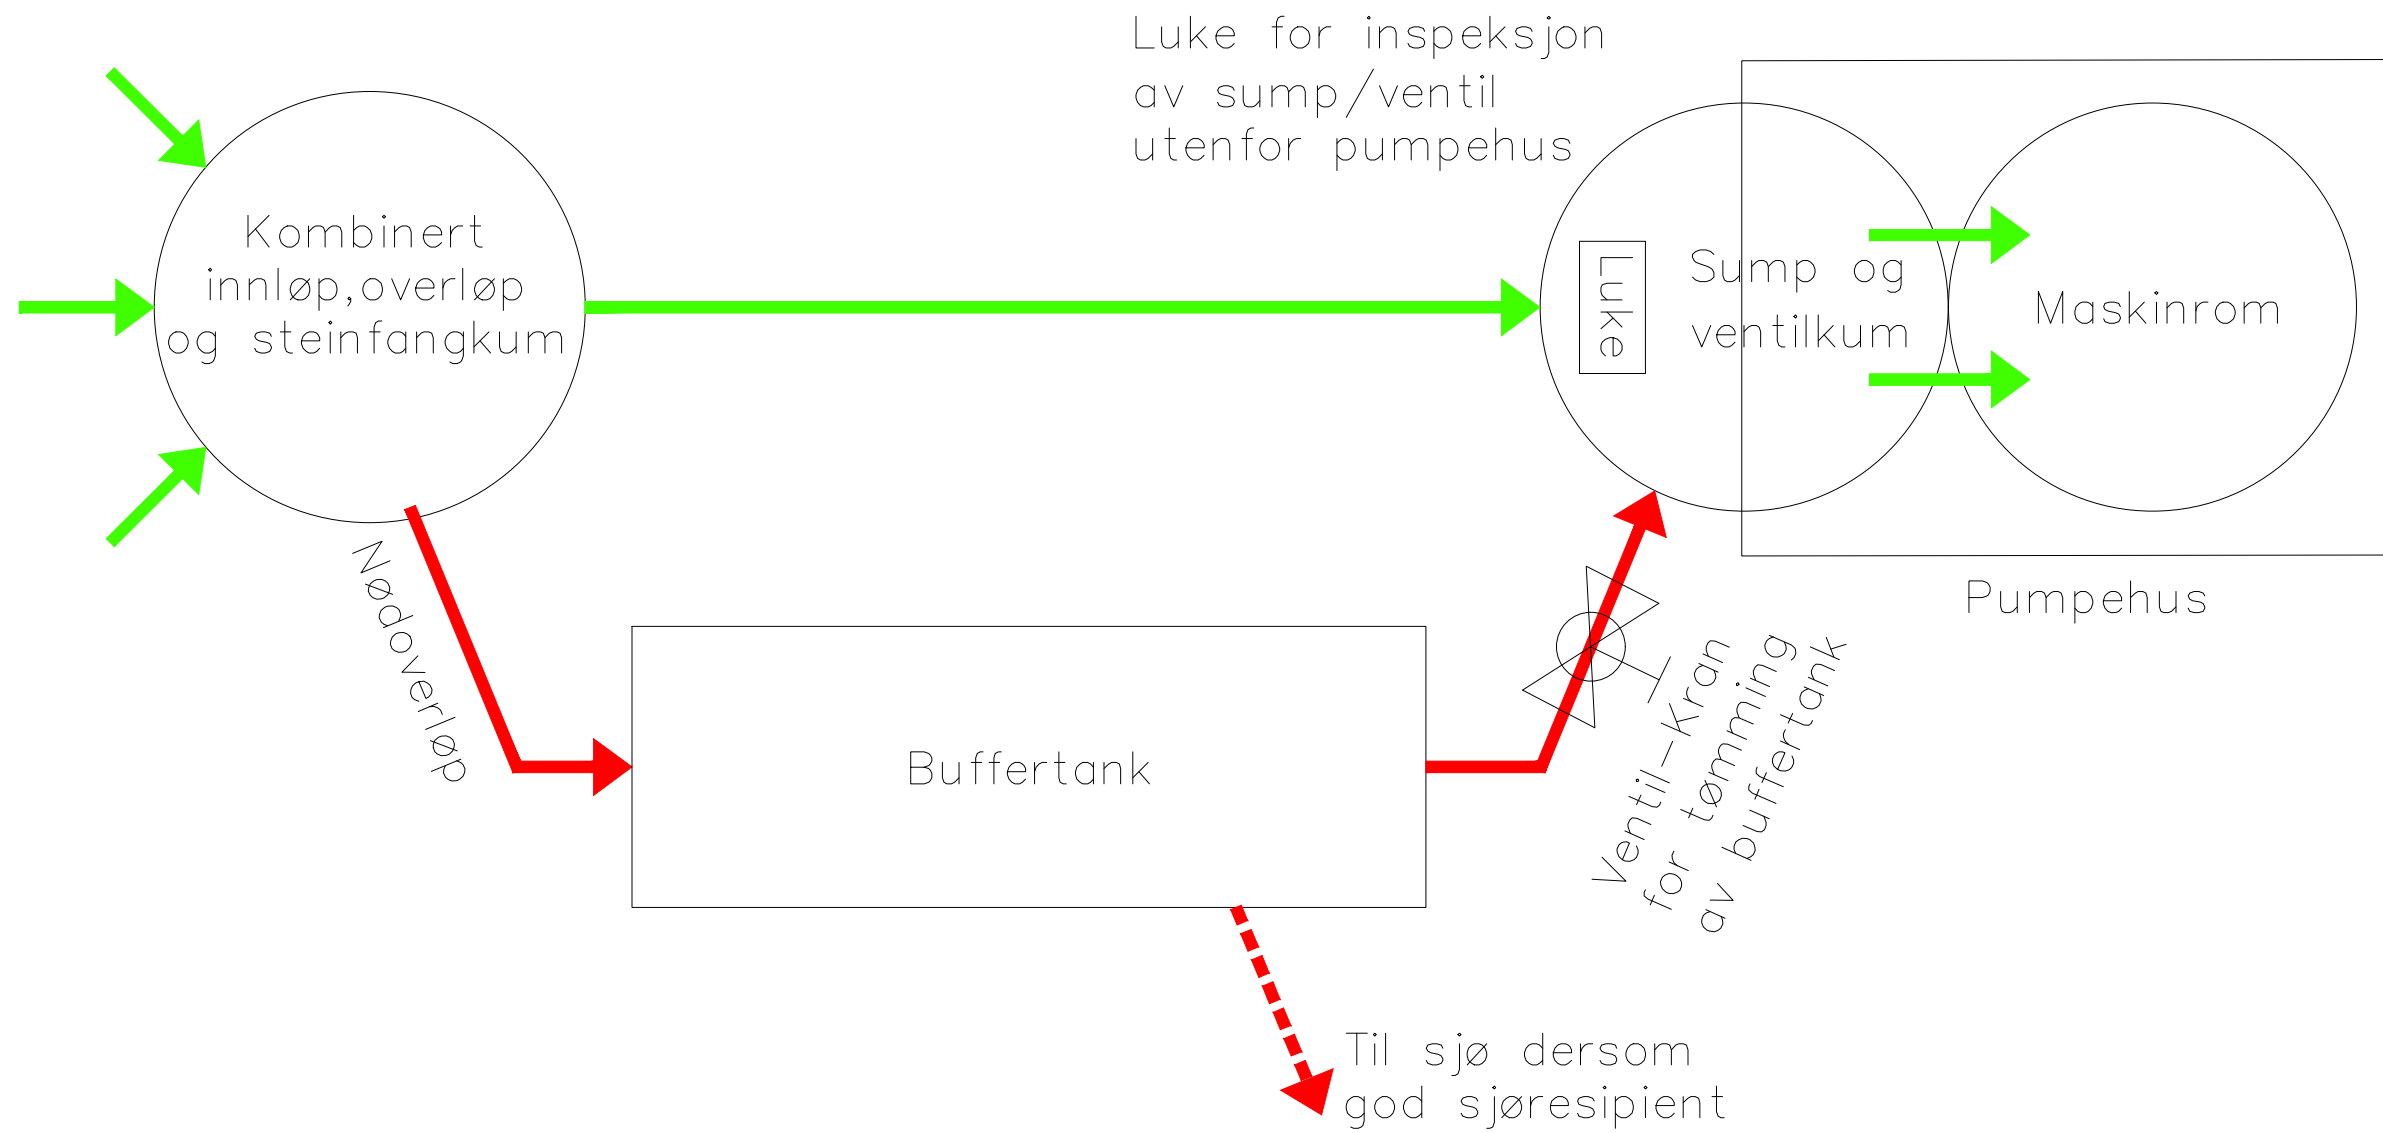 Luke for inspeksjon
av sump/ventil
utenfor pumpehus
Kombinert
innløp,overløp
og steinfangkum
Luke
Sump og
ventilkum
Maskinrom
Pumpehus
Nødoverløp
Buffertank
Ventil-Kran
for tømming
av buffertank
Til sjø dersom
god sjøresipient